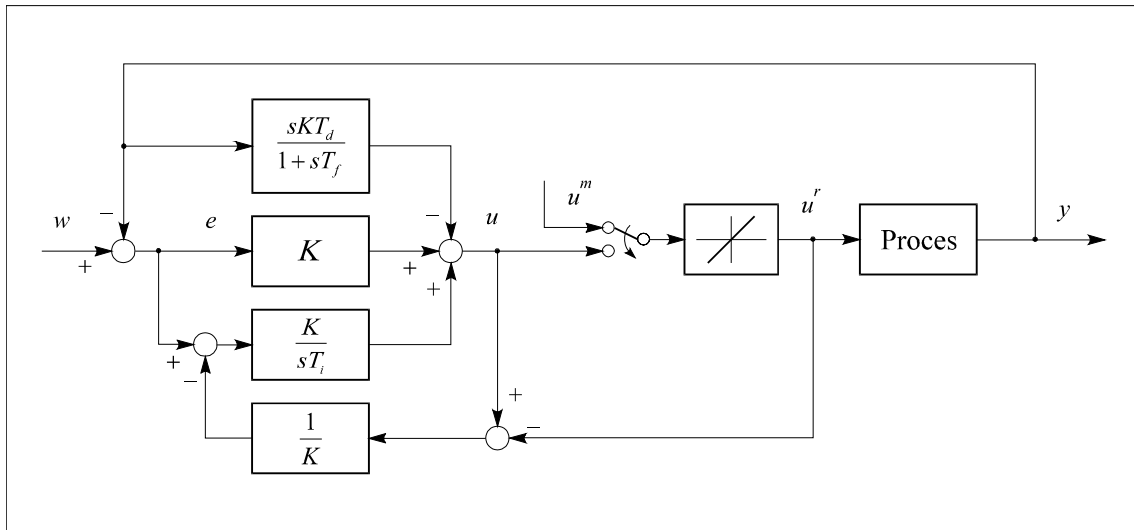 sKT_d
1 + sT_f
w
−
+
e
K
−
+
+
u
u^m
u^r
Proces
y
+
−
K
sT_i
1
K
+
−